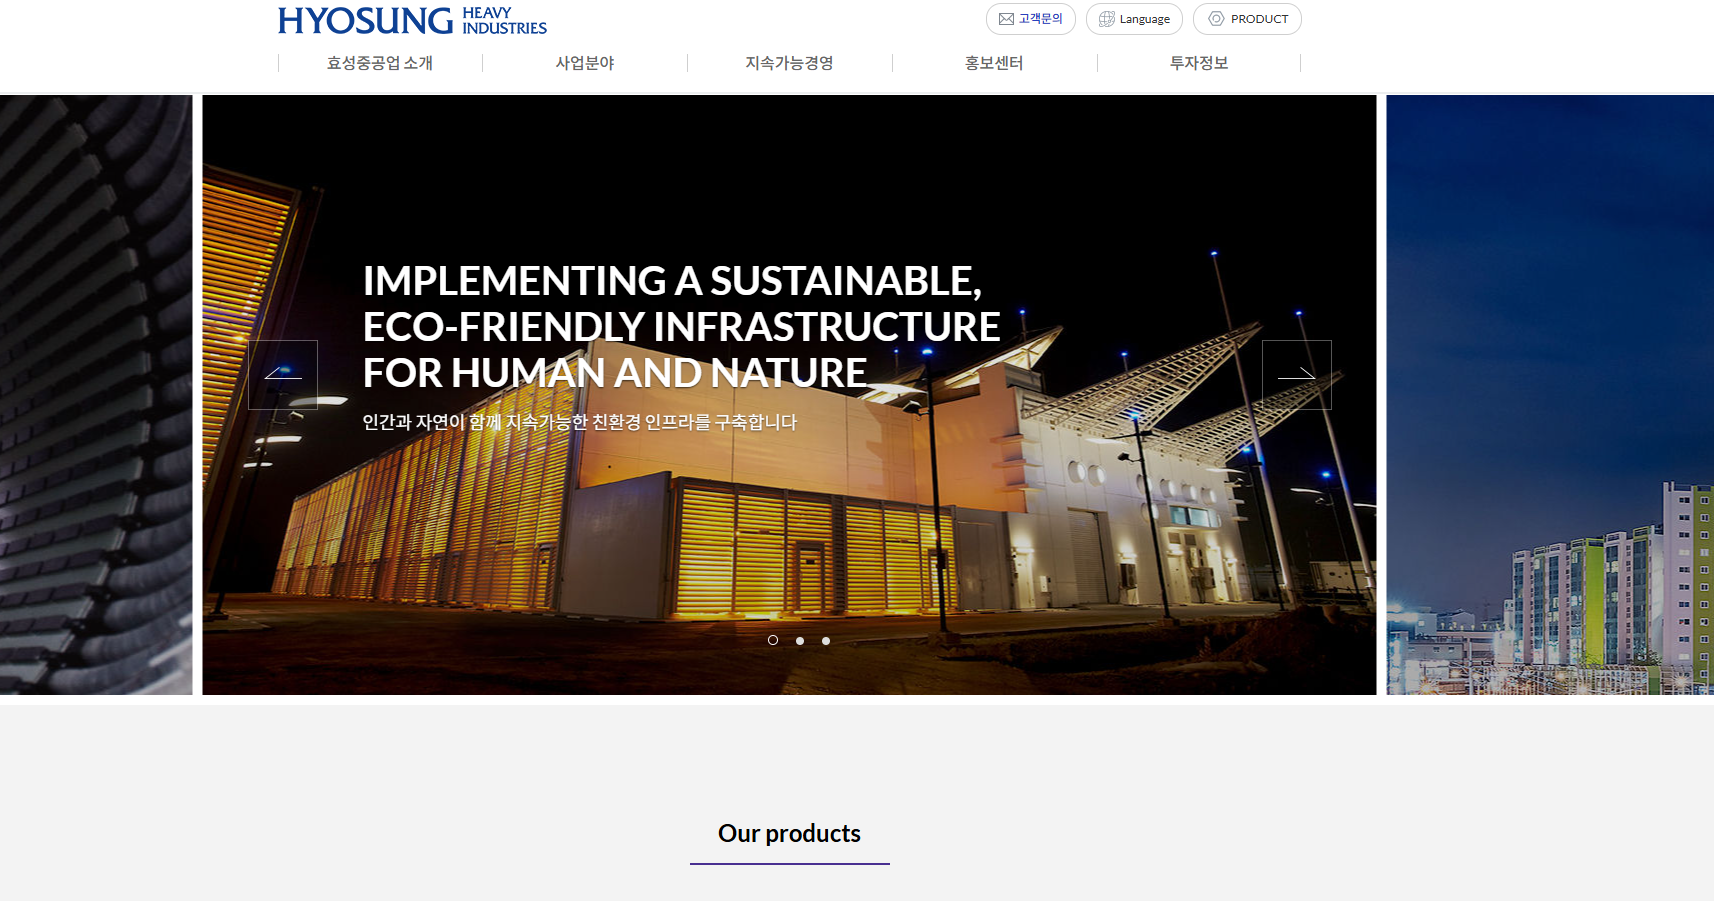 HYOSUNG HEAVY INDUSTRIES
고객문의
Language
PRODUCT
효성중공업 소개
사업분야
지속가능경영
홍보센터
투자정보
IMPLEMENTING A SUSTAINABLE,
ECO-FRIENDLY INFRASTRUCTURE
FOR HUMAN AND NATURE
인간과 자연이 함께 지속가능한 친환경 인프라를 구축합니다
Our products